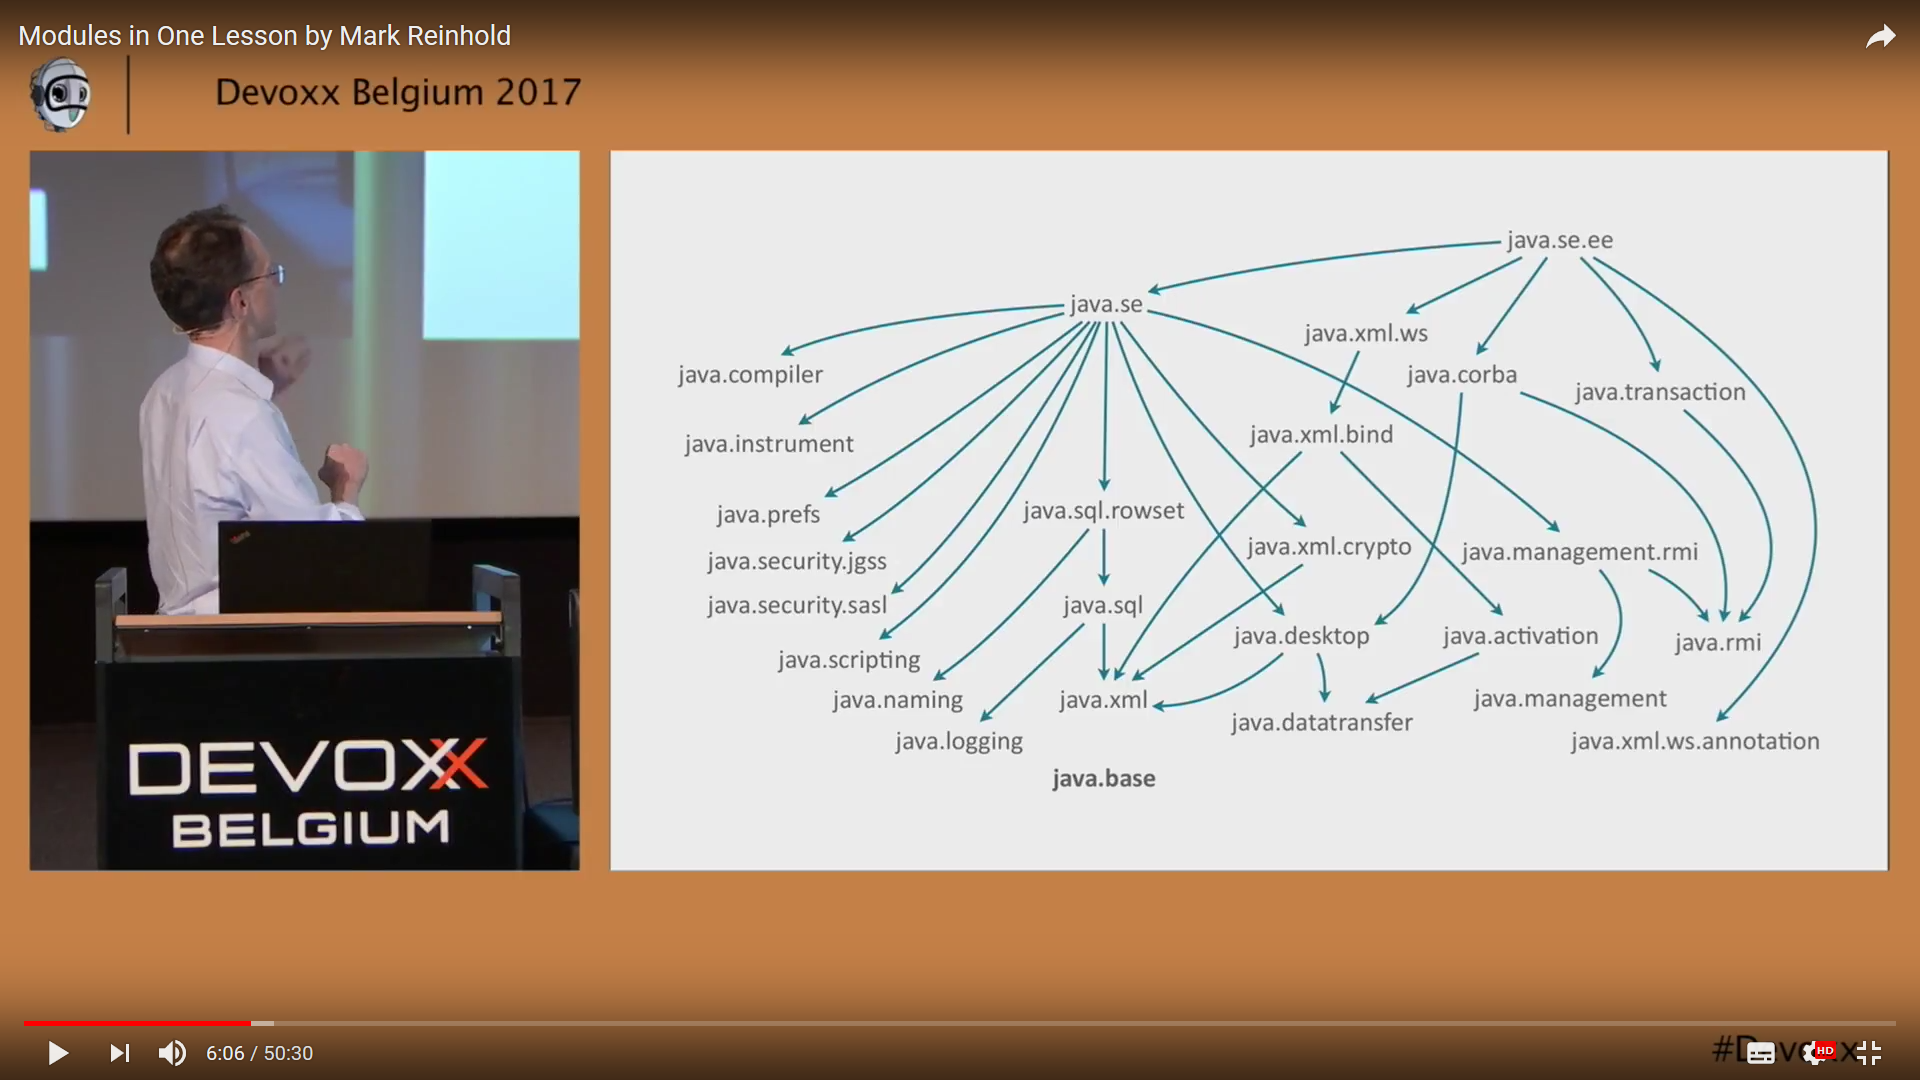 Modules in One Lesson by Mark Reinhold
Devoxx Belgium 2017
java.se.ee
java.se
java.xml.ws
java.compiler
java.corba
java.transaction
java.instrument
java.xml.bind
java.prefs
java.sql.rowset
java.security.jgss
java.xml.crypto
java.management.rmi
java.security.sasl
java.sql
java.desktop
java.activation
java.rmi
java.scripting
java.naming
java.xml
java.datatransfer
java.management
java.logging
java.xml.ws.annotation
java.base
DEVOXX
BELGIUM
6:06 / 50:30
HD